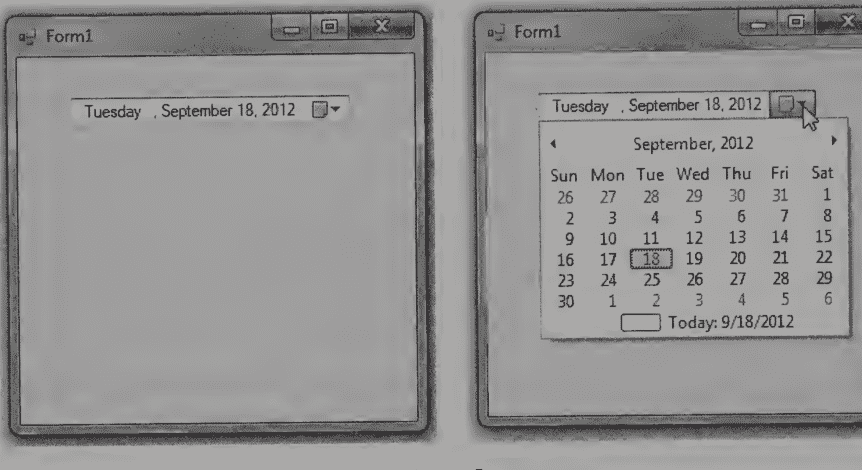 Form1
Tuesday , September 18, 2012
Form1
Tuesday , September 18, 2012
September, 2012
Sun Mon Tue Wed Thu Fri Sat
26 27 28 29 30 31 1
2 3 4 5 6 7 8
9 10 11 12 13 14 15
16 17 18 19 20 21 22
23 24 25 26 27 28 29
30 1 2 3 4 5 6
Today: 9/18/2012